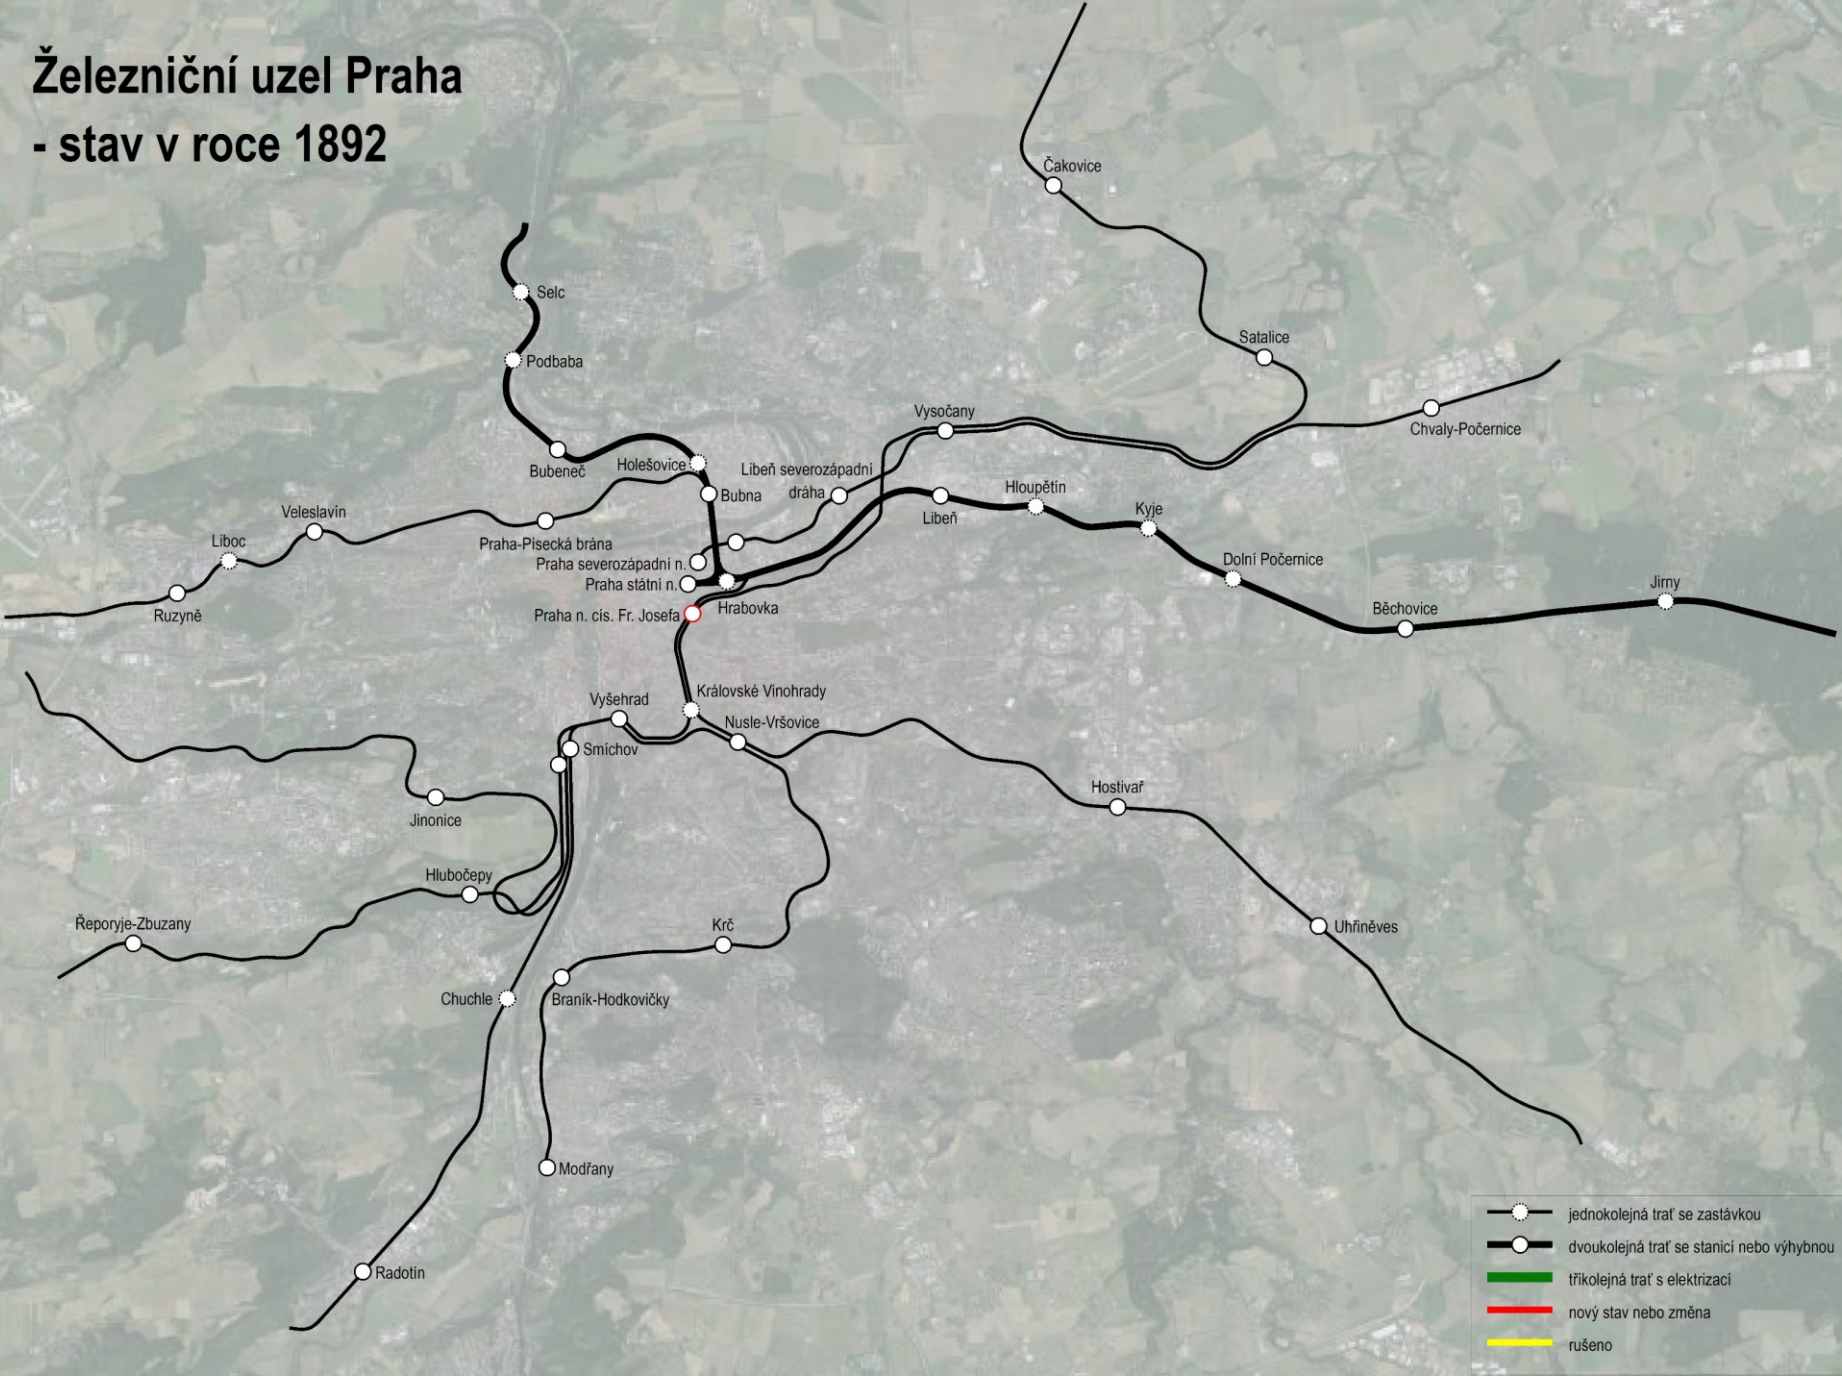 Železniční uzel Praha
- stav v roce 1892
Čakovice
Selc
Satalice
Podbaba
Vysočany
Chvaly-Počernice
Holešovice
Bubeneč
Libeň severozápadní
dráha
Bubna
Hloupětín
Libeň
Kyje
Veleslavín
Liboc
Praha-Písecká brána
Praha severozápadní n.
Praha státní n.
Dolní Počernice
Jirny
Ruzyně
Praha n. cís. Fr. Josefa
Hrabovka
Běchovice
Vyšehrad
Královské Vinohrady
Nusle-Vršovice
Smíchov
Hostivař
Jinonice
Hlubočepy
Řeporyje-Zbuzany
Krč
Uhřiněves
Chuchle
Braník-Hodkovičky
Modřany
Radotín
jednokolejná trať se zastávkou
dvoukolejná trať se stanicí nebo výhybnou
tříkolejná trať s elektrizací
nový stav nebo změna
rušeno